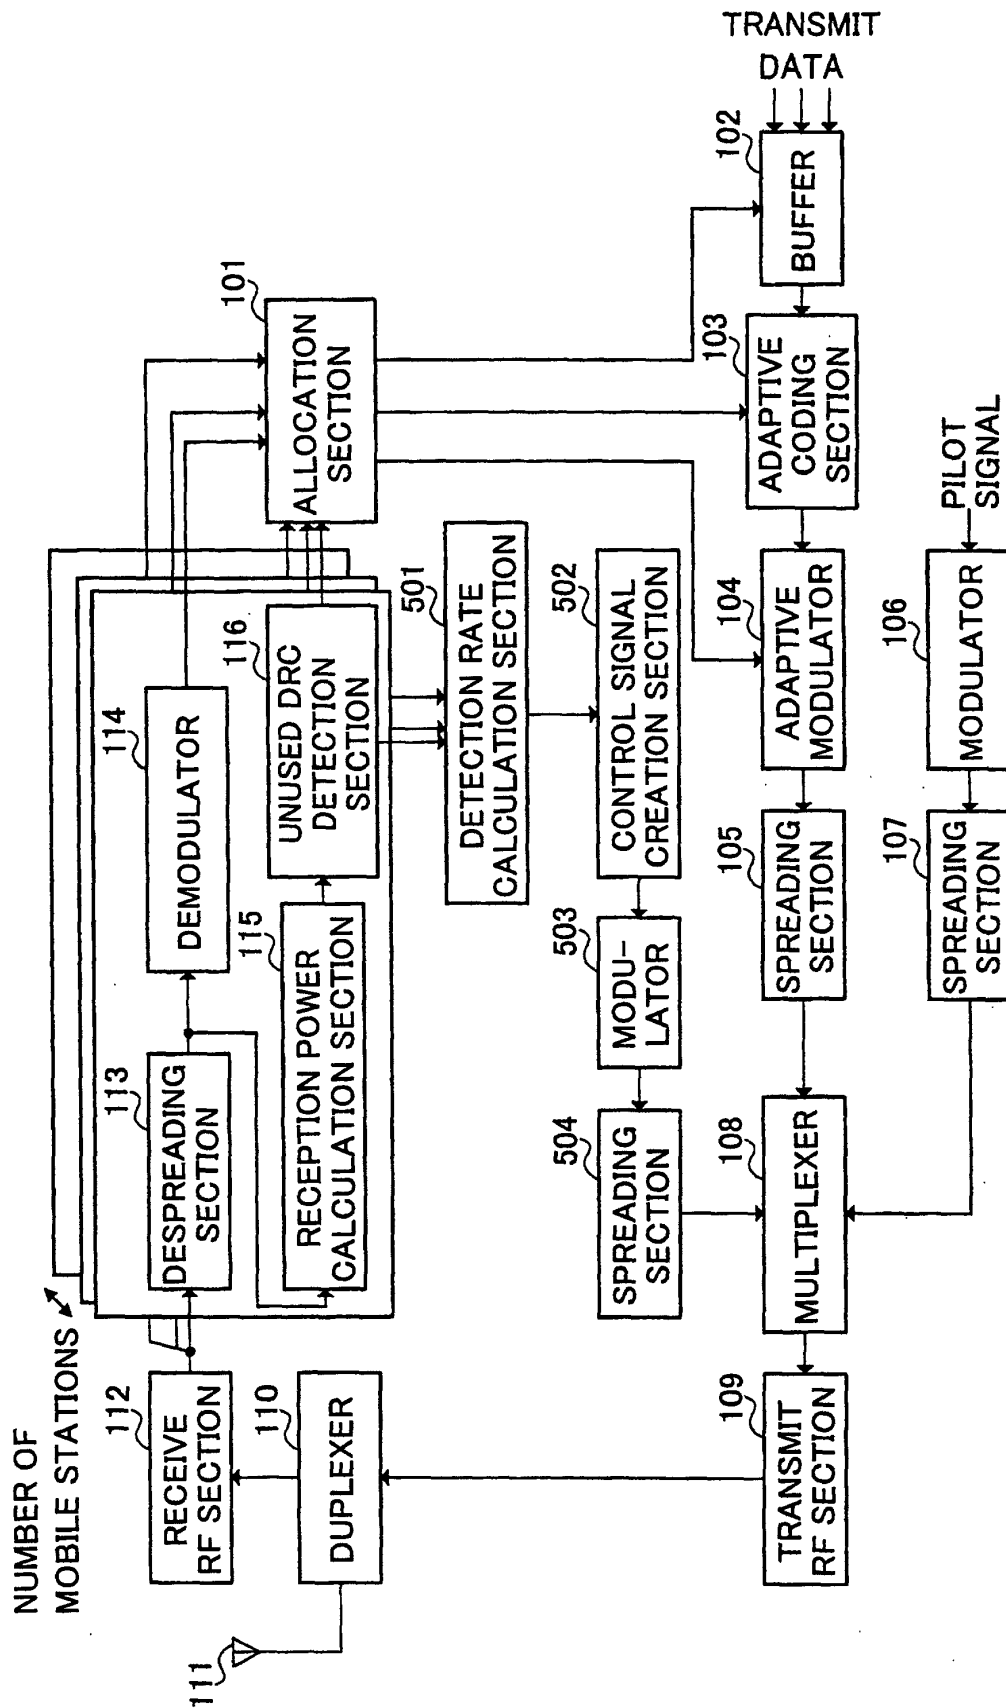 NUMBER OF
MOBILE STATIONS
111
112
RECEIVE
RF SECTION
110
DUPLEXER
109
TRANSMIT
RF SECTION
113
DESPREADING
SECTION
114
DEMODULATOR
115
RECEPTION POWER
CALCULATION SECTION
116
UNUSED DRC
DETECTION
SECTION
101
ALLOCATION
SECTION
501
DETECTION RATE
CALCULATION SECTION
502
CONTROL SIGNAL
CREATION SECTION
503
MODU-
LATOR
504
SPREADING
SECTION
108
MULTIPLEXER
105
SPREADING
SECTION
104
ADAPTIVE
MODULATOR
103
ADAPTIVE
CODING
SECTION
102
BUFFER
TRANSMIT
DATA
107
SPREADING
SECTION
106
MODULATOR
PILOT
SIGNAL